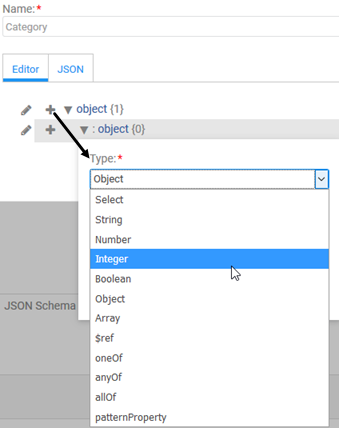 Name:*
Category
Editor JSON
object {1}
: object {0}
Type:*
Object
Select
String
Number
Integer
Boolean
Object
Array
$ref
oneOf
anyOf
allOf
patternProperty
JSON Schema